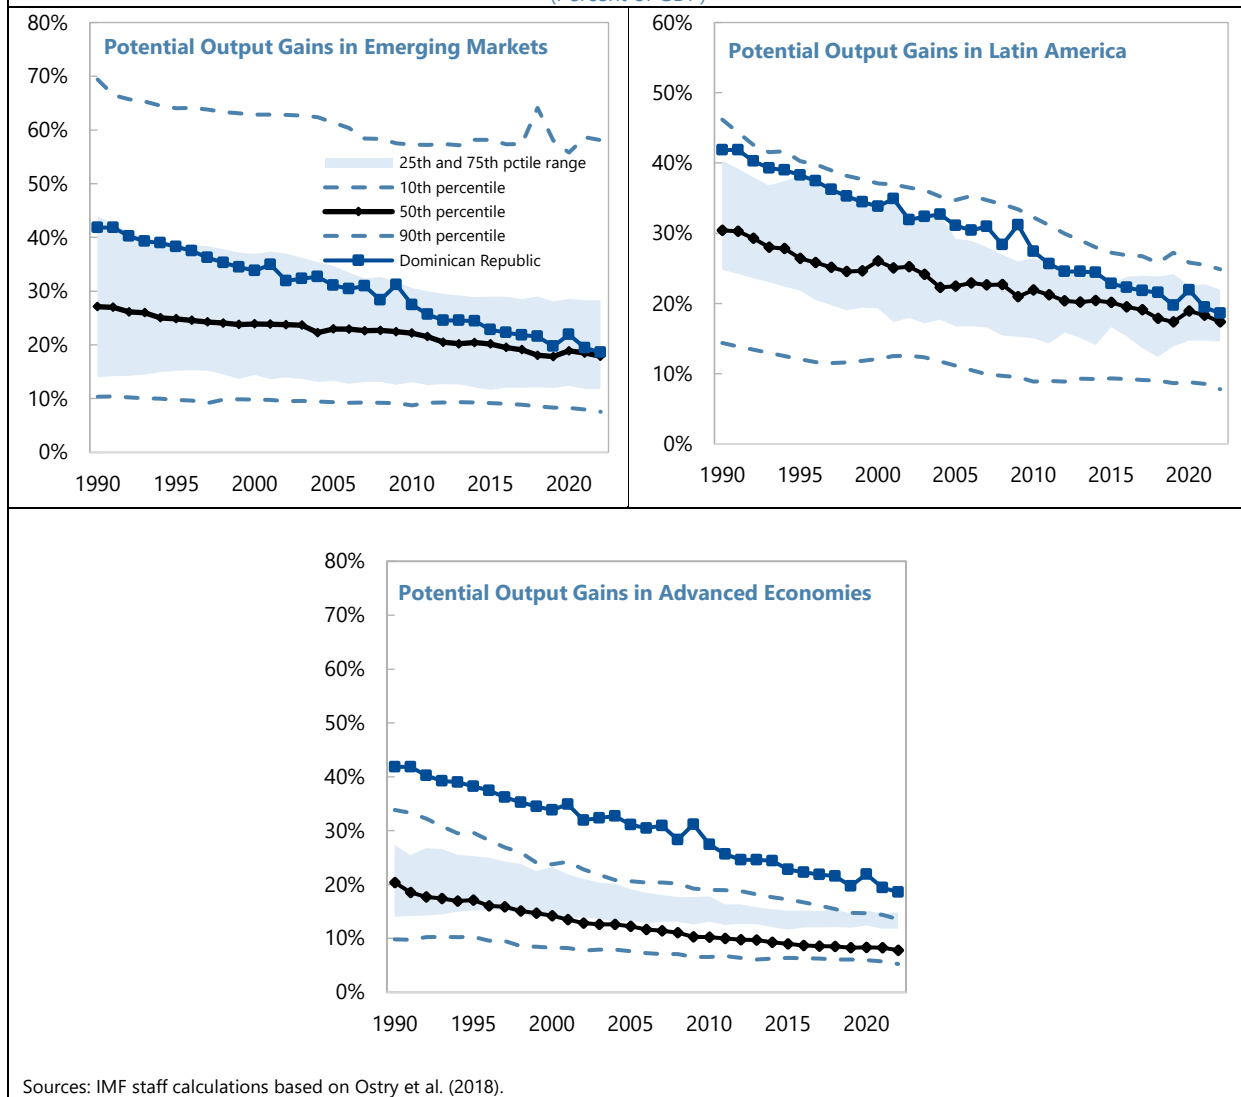 (Percent of GDP)
Potential Output Gains in Emerging Markets
80%
70%
60%
50%
40%
30%
20%
10%
0%
25th and 75th pctile range
10th percentile
50th percentile
90th percentile
Dominican Republic
1990 1995 2000 2005 2010 2015 2020
Potential Output Gains in Latin America
60%
50%
40%
30%
20%
10%
0%
1990 1995 2000 2005 2010 2015 2020
Potential Output Gains in Advanced Economies
80%
70%
60%
50%
40%
30%
20%
10%
0%
1990 1995 2000 2005 2010 2015 2020
Sources: IMF staff calculations based on Ostry et al. (2018).